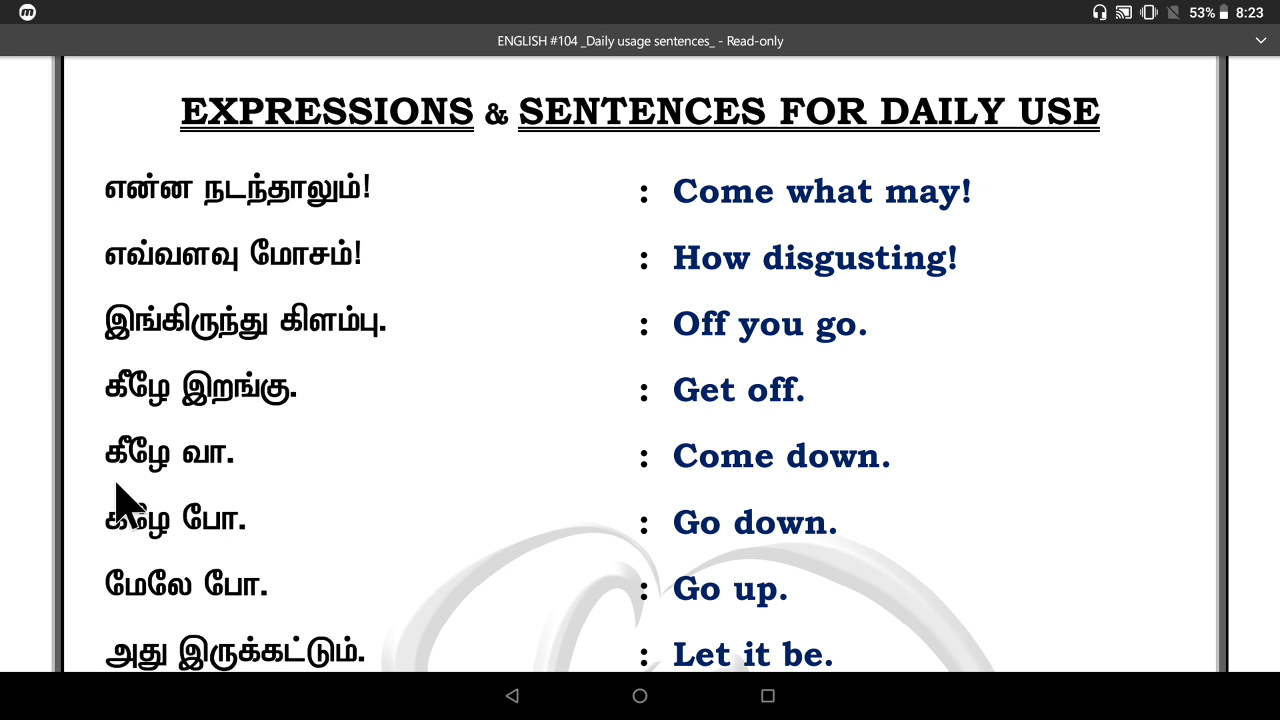 53% 8:23
ENGLISH #104 _Daily usage sentences_ - Read-only
EXPRESSIONS & SENTENCES FOR DAILY USE
என்ன நடந்தாலும்! : Come what may!
எவ்வளவு மோசம்! : How disgusting!
இங்கிருந்து கிளம்பு. : Off you go.
கீழே இறங்கு. : Get off.
கீழே வா. : Come down.
கீழே போ. : Go down.
மேலே போ. : Go up.
அது இருக்கட்டும். : Let it be.